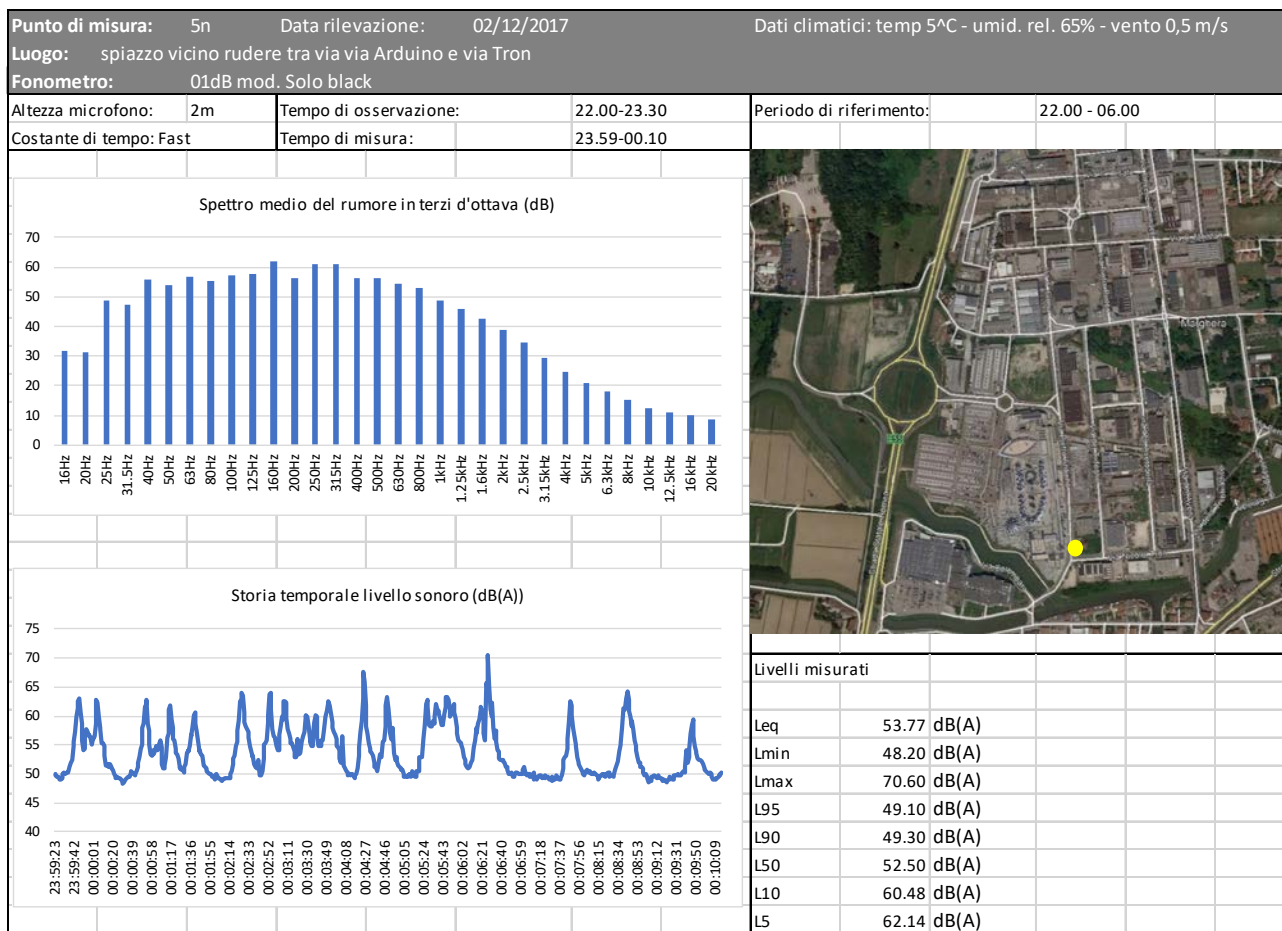 Punto di misura: 5n Data rilevazione: 02/12/2017 Dati climatici: temp 5^C - umid. rel. 65% - vento 0,5 m/s
Luogo: spiazzo vicino rudere tra via via Arduino e via Tron
Fonometro: 01dB mod. Solo black
Altezza microfono: 2m Tempo di osservazione: 22.00-23.30 Periodo di riferimento: 22.00 - 06.00
Costante di tempo: Fast Tempo di misura: 23.59-00.10
Spettro medio del rumore in terzi d'ottava (dB)
70
60
50
40
30
20
10
0
16Hz 20Hz 25Hz 31.5Hz 40Hz 50Hz 63Hz 80Hz 100Hz 125Hz 160Hz 200Hz 250Hz 315Hz 400Hz 500Hz 630Hz 800Hz 1kHz 1.25kHz 1.6kHz 2kHz 2.5kHz 3.15kHz 4kHz 5kHz 6.3kHz 8kHz 10kHz 12.5kHz 16kHz 20kHz
Marghera
Storia temporale livello sonoro (dB(A))
75
70
65
60
55
50
45
40
23:59:23 23:59:42 00:00:01 00:00:20 00:00:39 00:00:58 00:01:17 00:01:36 00:01:55 00:02:14 00:02:33 00:02:52 00:03:11 00:03:30 00:03:49 00:04:08 00:04:27 00:04:46 00:05:05 00:05:24 00:05:43 00:06:02 00:06:21 00:06:40 00:06:59 00:07:18 00:07:37 00:07:56 00:08:15 00:08:34 00:08:53 00:09:12 00:09:31 00:09:50 00:10:09
Livelli misurati
Leq 53.77 dB(A)
Lmin 48.20 dB(A)
Lmax 70.60 dB(A)
L95 49.10 dB(A)
L90 49.30 dB(A)
L50 52.50 dB(A)
L10 60.48 dB(A)
L5 62.14 dB(A)